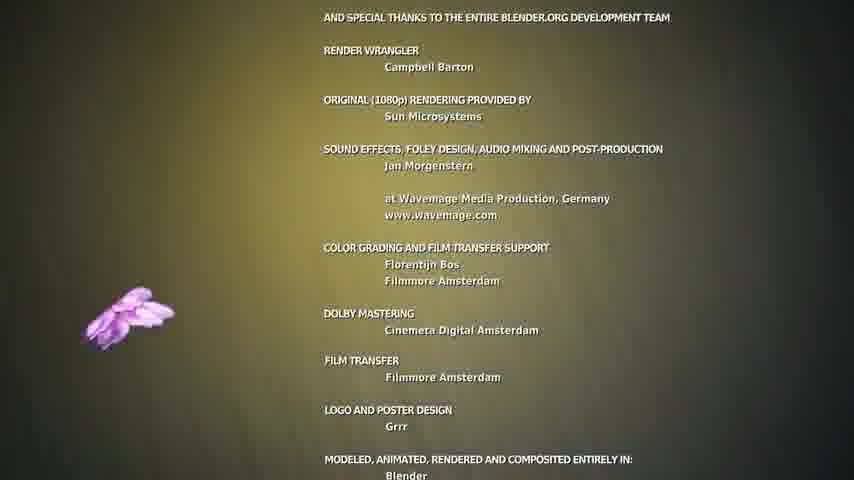 AND SPECIAL THANKS TO THE ENTIRE BLENDER.ORG DEVELOPMENT TEAM
RENDER WRANGLER
Campbell Barton
ORIGINAL (1080p) RENDERING PROVIDED BY
Sun Microsystems
SOUND EFFECTS, FOLEY DESIGN, AUDIO MIXING AND POST-PRODUCTION
Jan Morgenstern
at Wavemage Media Production, Germany
www.wavemage.com
COLOR GRADING AND FILM TRANSFER SUPPORT
Florentijn Bos
Filmmore Amsterdam
DOLBY MASTERING
Cinemeta Digital Amsterdam
FILM TRANSFER
Filmmore Amsterdam
LOGO AND POSTER DESIGN
Grrr
MODELED, ANIMATED, RENDERED AND COMPOSITED ENTIRELY IN:
Blender